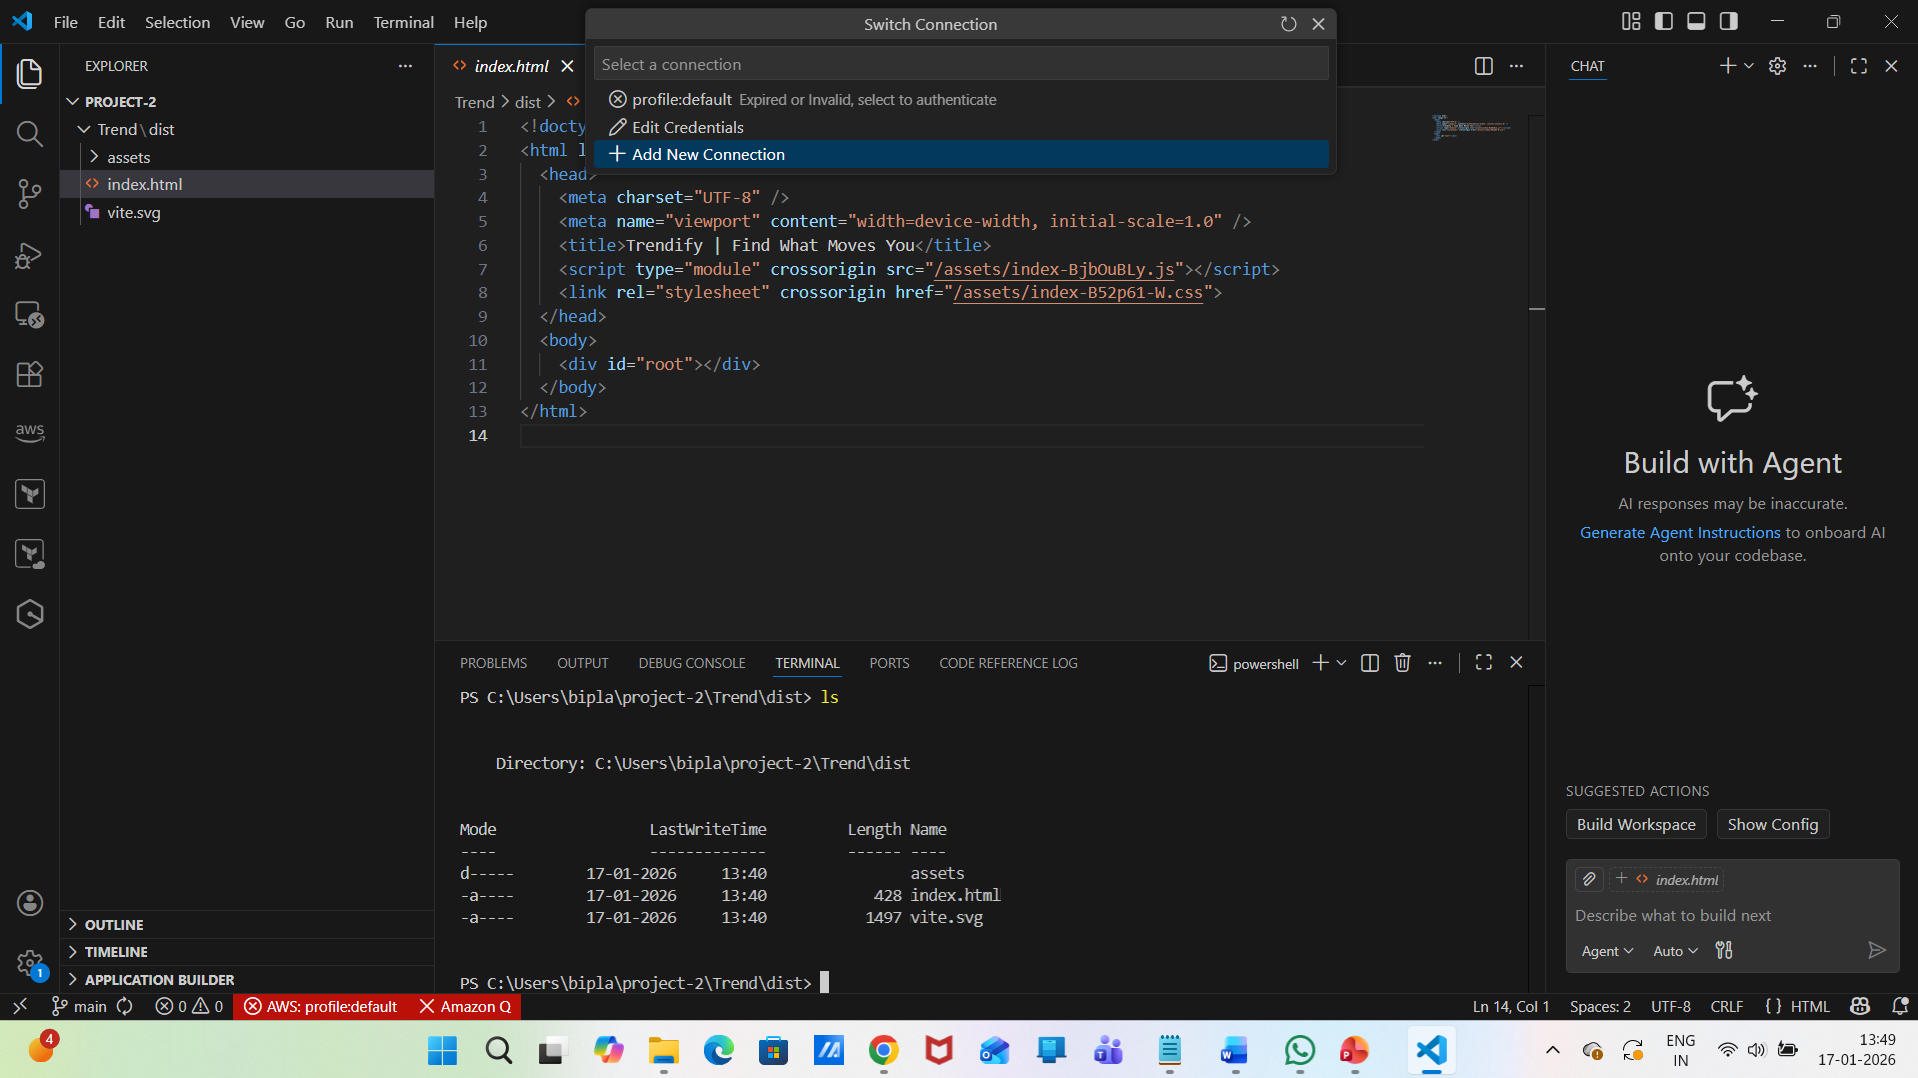 File Edit Selection View Go Run Terminal Help
Switch Connection
Select a connection
profile:default Expired or Invalid, select to authenticate
Edit Credentials
Add New Connection
EXPLORER
PROJECT-2
Trend\dist
assets
index.html
vite.svg
OUTLINE
TIMELINE
APPLICATION BUILDER
aws
1
index.html
Trend > dist >
1 <!docty
2 <html l
3 <head>
4 <meta charset="UTF-8" />
5 <meta name="viewport" content="width=device-width, initial-scale=1.0" />
6 <title>Trendify | Find What Moves You</title>
7 <script type="module" crossorigin src="/assets/index-BjbOuBLy.js"></script>
8 <link rel="stylesheet" crossorigin href="/assets/index-B52p61-W.css">
9 </head>
10 <body>
11 <div id="root"></div>
12 </body>
13 </html>
14
PROBLEMS OUTPUT DEBUG CONSOLE TERMINAL PORTS CODE REFERENCE LOG
powershell
PS C:\Users\bipla\project-2\Trend\dist> ls
Directory: C:\Users\bipla\project-2\Trend\dist
Mode LastWriteTime Length Name
---- ------------- ------ ----
d----- 17-01-2026 13:40 assets
-a---- 17-01-2026 13:40 428 index.html
-a---- 17-01-2026 13:40 1497 vite.svg
PS C:\Users\bipla\project-2\Trend\dist>
CHAT
Build with Agent
AI responses may be inaccurate.
Generate Agent Instructions to onboard AI
onto your codebase.
SUGGESTED ACTIONS
Build Workspace Show Config
index.html
Describe what to build next
Agent Auto
main 0 0 AWS: profile:default Amazon Q
Ln 14, Col 1 Spaces: 2 UTF-8 CRLF { } HTML
4
ENG
IN
13:49
17-01-2026